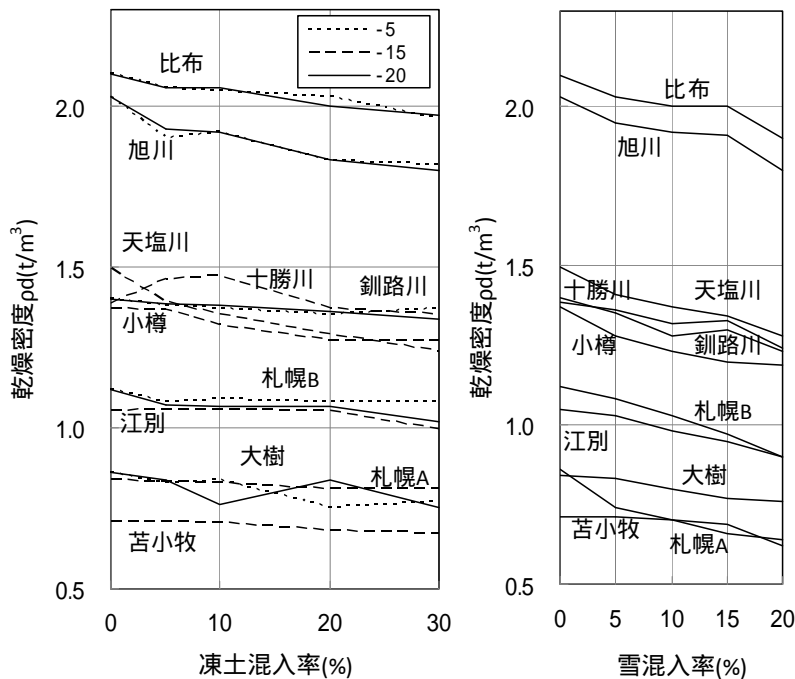 -5
-15
-20
比布
旭川
天塩川
十勝川
釧路川
小樽
札幌B
江別
大樹
札幌A
苫小牧
2.0
1.5
1.0
0.5
乾燥密度ρd(t/m³)
0 10 20 30
凍土混入率(%)
比布
旭川
十勝川
天塩川
小樽
釧路川
札幌B
江別
大樹
苫小牧
札幌A
2.0
1.5
1.0
0.5
乾燥密度ρd(t/m³)
0 5 10 15 20
雪混入率(%)